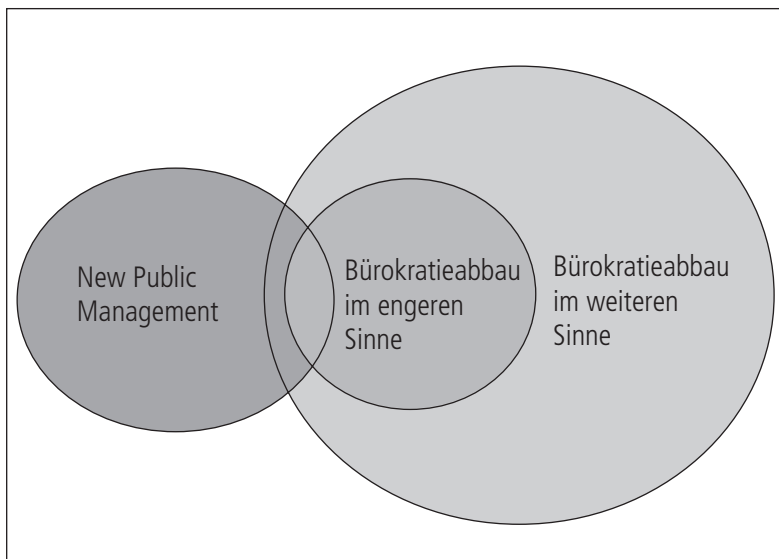 New Public
Management
Bürokratieabbau
im engeren
Sinne
Bürokratieabbau
im weiteren
Sinne